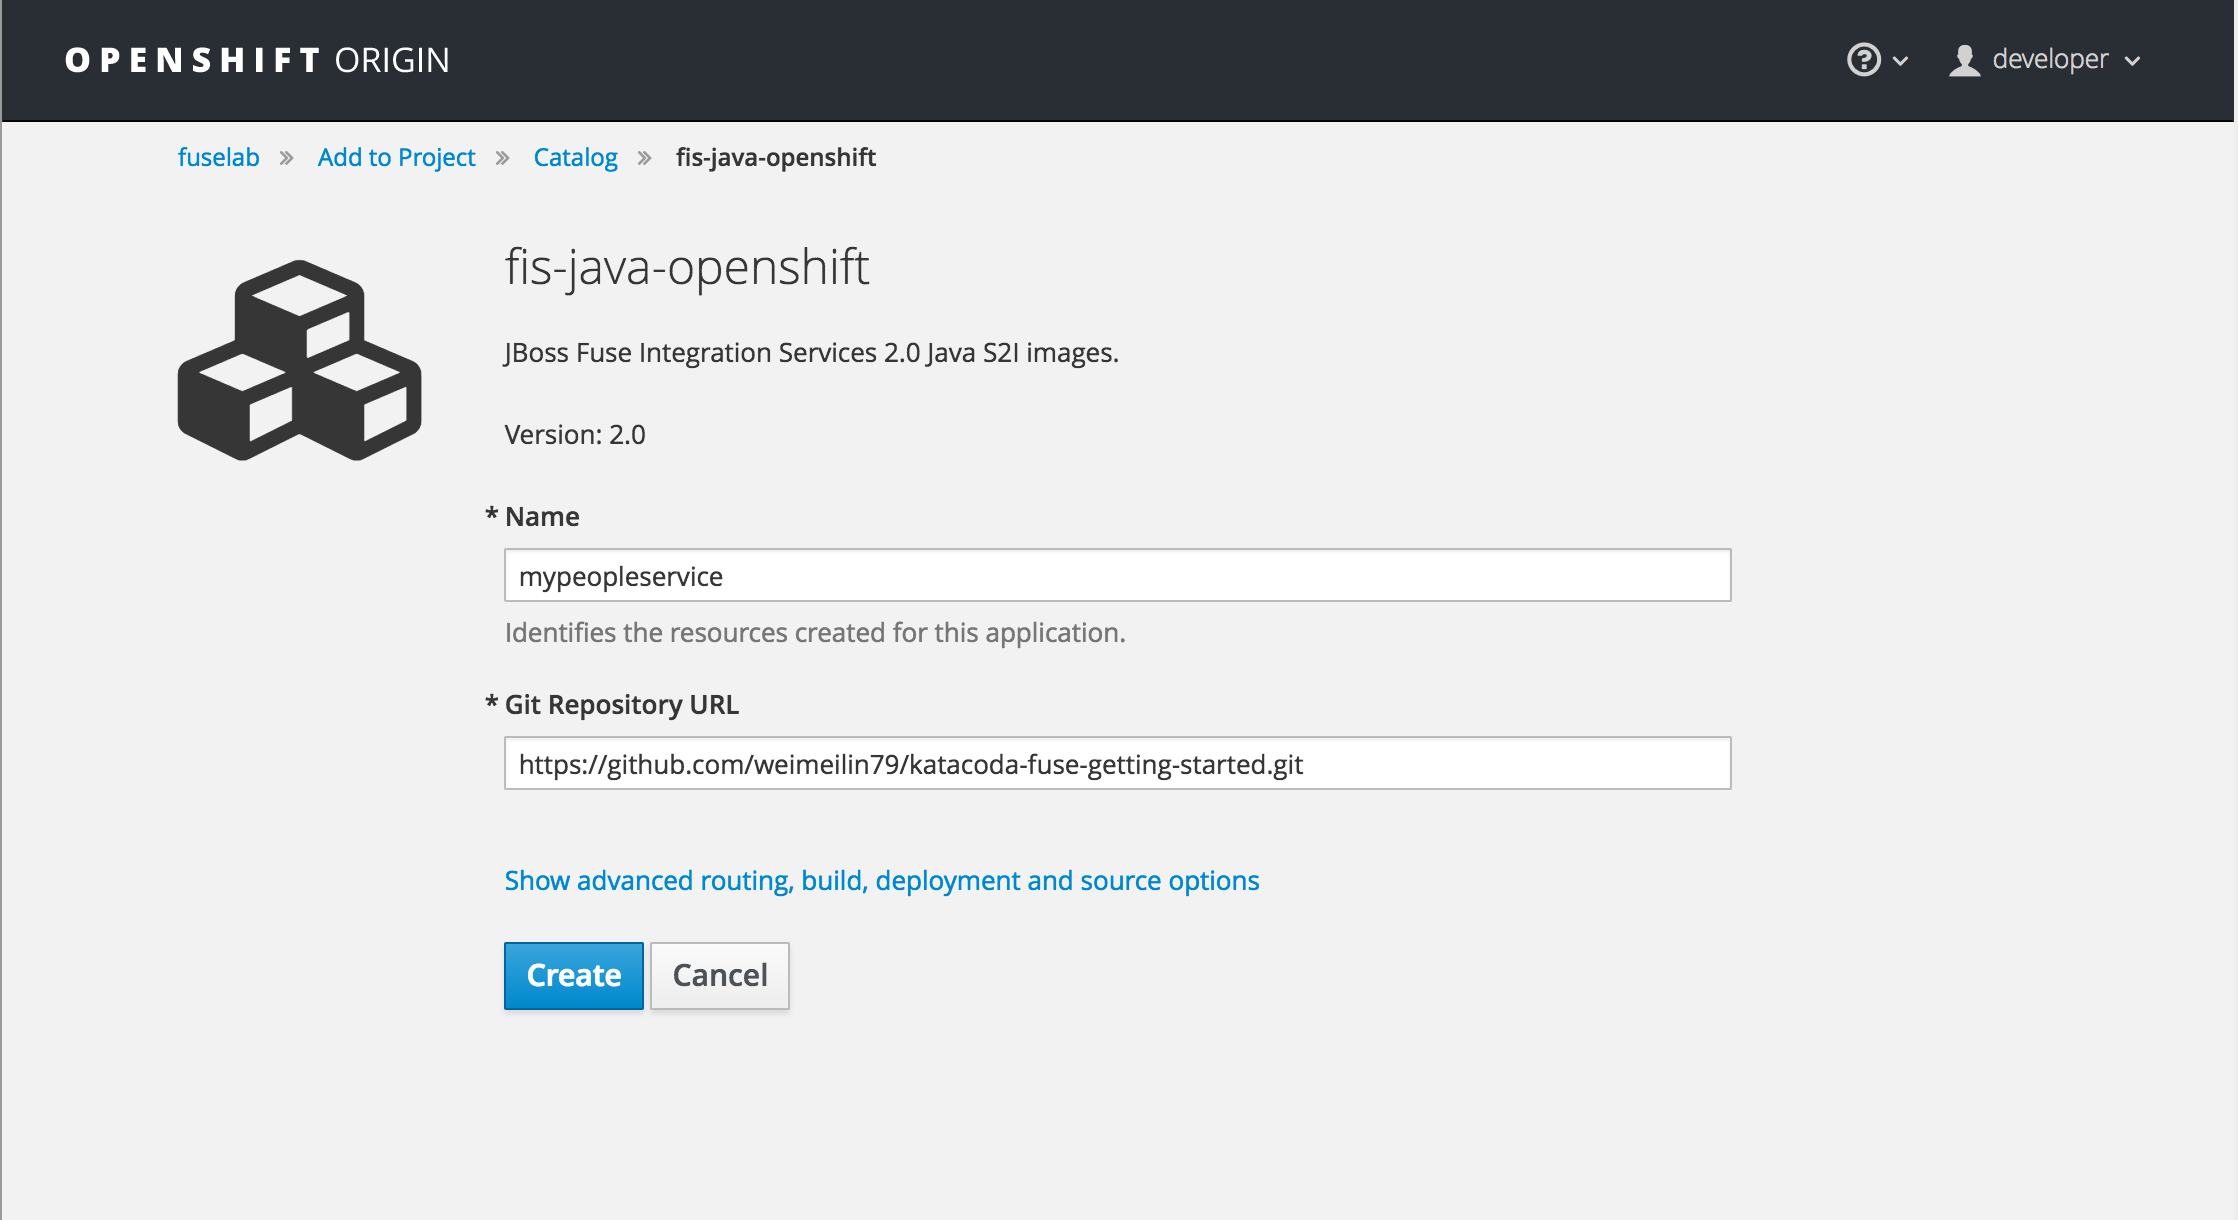 OPENSHIFT ORIGIN
developer
fuselab » Add to Project » Catalog » fis-java-openshift
fis-java-openshift
JBoss Fuse Integration Services 2.0 Java S2I images.
Version: 2.0
* Name
mypeopleservice
Identifies the resources created for this application.
* Git Repository URL
https://github.com/weimeilin79/katacoda-fuse-getting-started.git
Show advanced routing, build, deployment and source options
Create Cancel